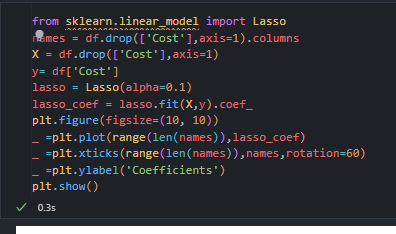 from sklearn.linear_model import Lasso
names = df.drop(['Cost'],axis=1).columns
X = df.drop(['Cost'],axis=1)
y= df['Cost']
lasso = Lasso(alpha=0.1)
lasso_coef = lasso.fit(X,y).coef_
plt.figure(figsize=(10, 10))
_ =plt.plot(range(len(names)),lasso_coef)
_ =plt.xticks(range(len(names)),names,rotation=60)
_ =plt.ylabel('Coefficients')
plt.show()
0.3s